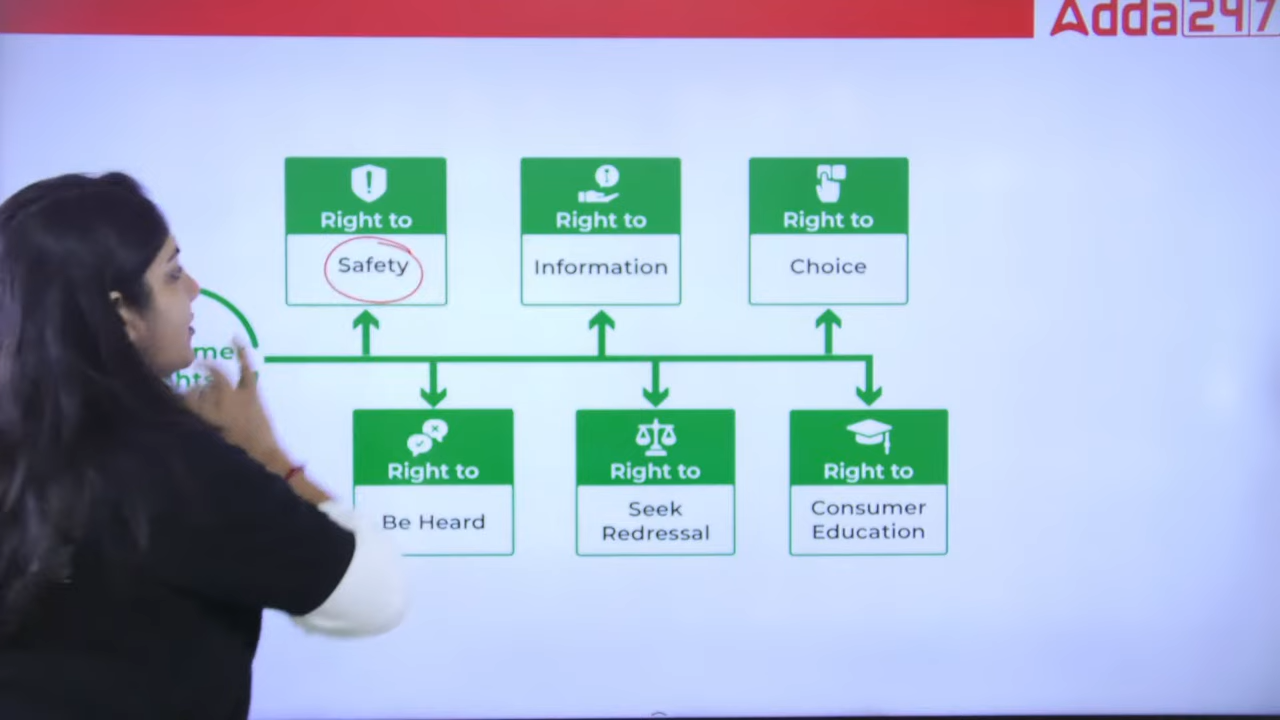 Adda247
Right to
Safety
Right to
Information
Right to
Choice
Right to
Be Heard
Right to
Seek
Redressal
Right to
Consumer
Education